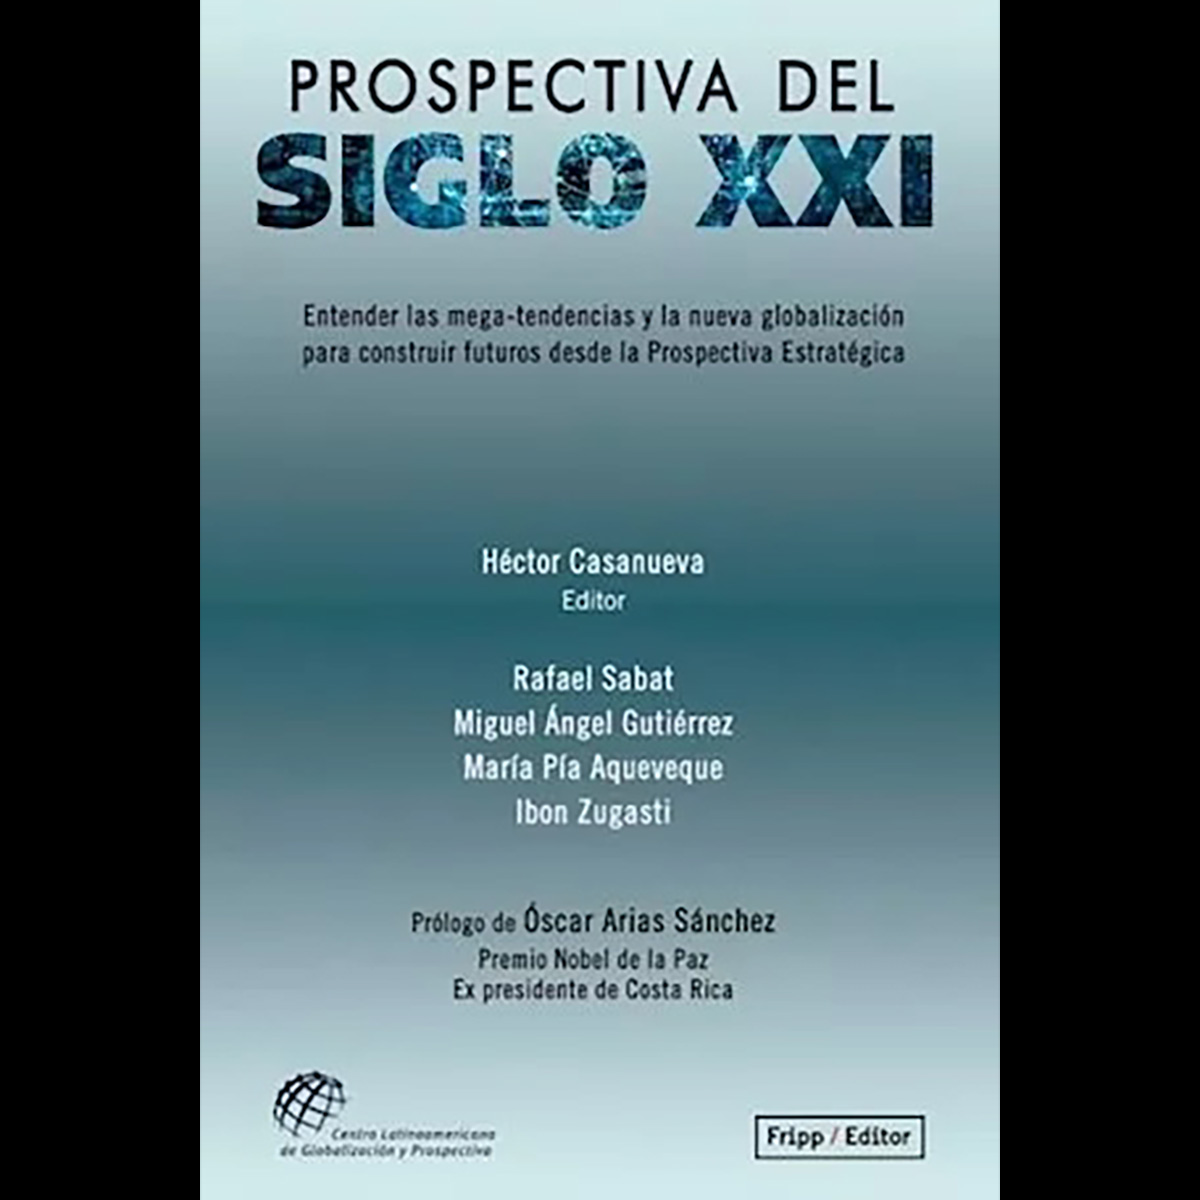 PROSPECTIVA DEL
SIGLO XXI
Entender las mega-tendencias y la nueva globalización
para construir futuros desde la Prospectiva Estratégica
Héctor Casanueva
Editor
Rafael Sabat
Miguel Ángel Gutiérrez
María Pía Aqueveque
Ibon Zugasti
Prólogo de Óscar Arias Sánchez
Premio Nobel de la Paz
Ex presidente de Costa Rica
Centro Latinoamericano
de Globalización y Prospectiva
Fripp / Editor